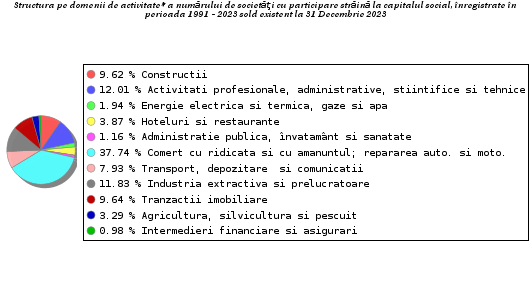 Structura pe domenii de activitate* a numărului de societăţi cu participare străină la capitalul social, înregistrate în
perioada 1991 - 2023 sold existent la 31 Decembrie 2023
9.62 % Constructii
12.01 % Activitati profesionale, administrative, stiintifice si tehnice
1.94 % Energie electrica si termica, gaze si apa
3.87 % Hoteluri si restaurante
1.16 % Administratie publica, învatamânt si sanatate
37.74 % Comert cu ridicata si cu amanuntul; repararea auto. si moto.
7.93 % Transport, depozitare si comunicatii
11.83 % Industria extractiva si prelucratoare
9.64 % Tranzactii imobiliare
3.29 % Agricultura, silvicultura si pescuit
0.98 % Intermedieri financiare si asigurari